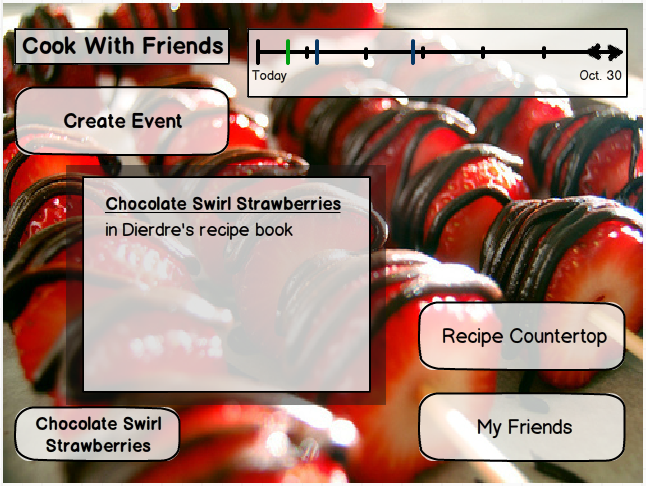 Cook With Friends
Today
Oct. 30
Create Event
Chocolate Swirl Strawberries
in Dierdre's recipe book
Recipe Countertop
My Friends
Chocolate Swirl
Strawberries